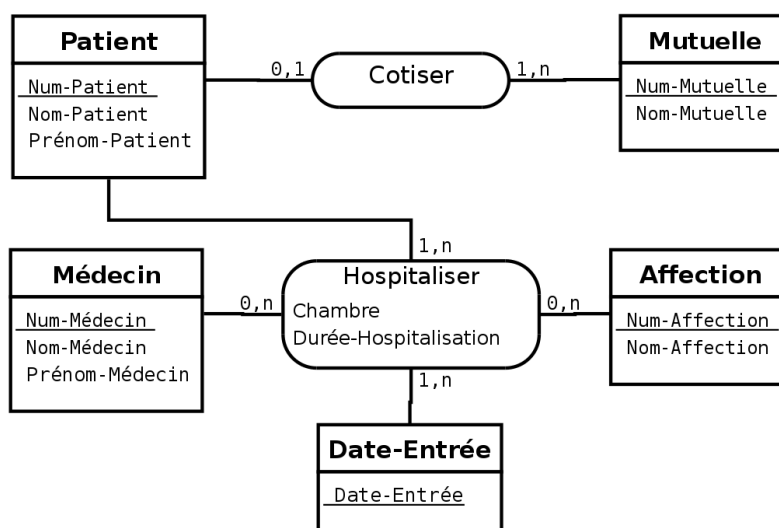 Patient
Num-Patient
Nom-Patient
Prénom-Patient
0,1
Cotiser
1,n
Mutuelle
Num-Mutuelle
Nom-Mutuelle
1,n
Médecin
Num-Médecin
Nom-Médecin
Prénom-Médecin
0,n
Hospitaliser
Chambre
Durée-Hospitalisation
0,n
Affection
Num-Affection
Nom-Affection
1,n
Date-Entrée
Date-Entrée